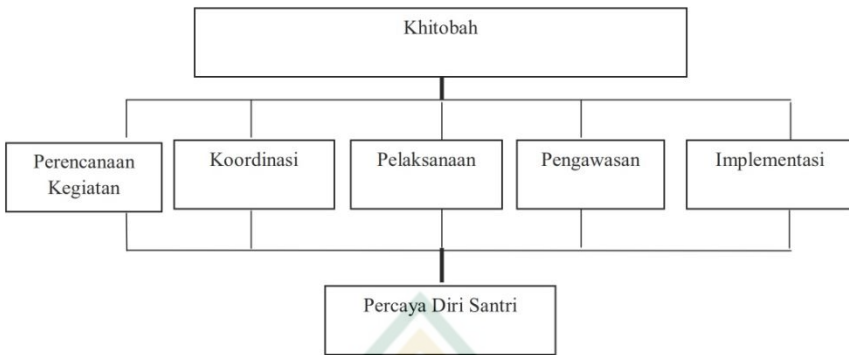 Khitobah
Perencanaan
Kegiatan
Koordinasi
Pelaksanaan
Pengawasan
Implementasi
Percaya Diri Santri